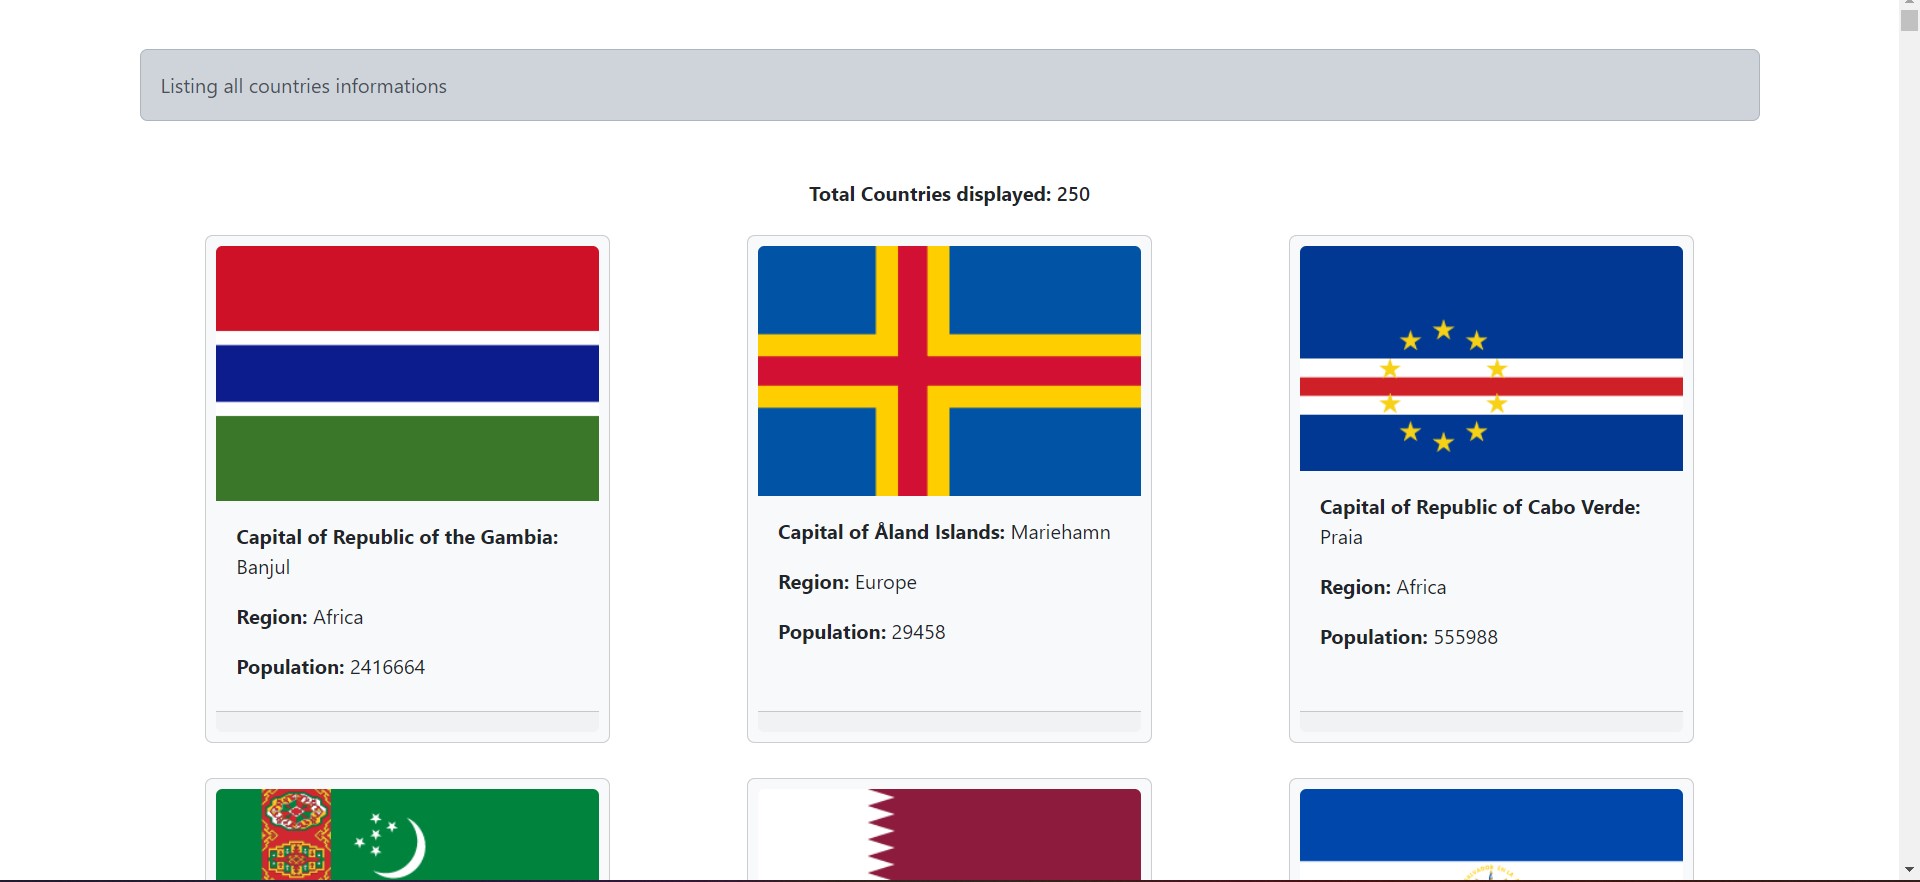 Listing all countries informations
Total Countries displayed: 250
Capital of Republic of the Gambia:
Banjul
Region: Africa
Population: 2416664
Capital of Åland Islands: Mariehamn
Region: Europe
Population: 29458
Capital of Republic of Cabo Verde:
Praia
Region: Africa
Population: 555988